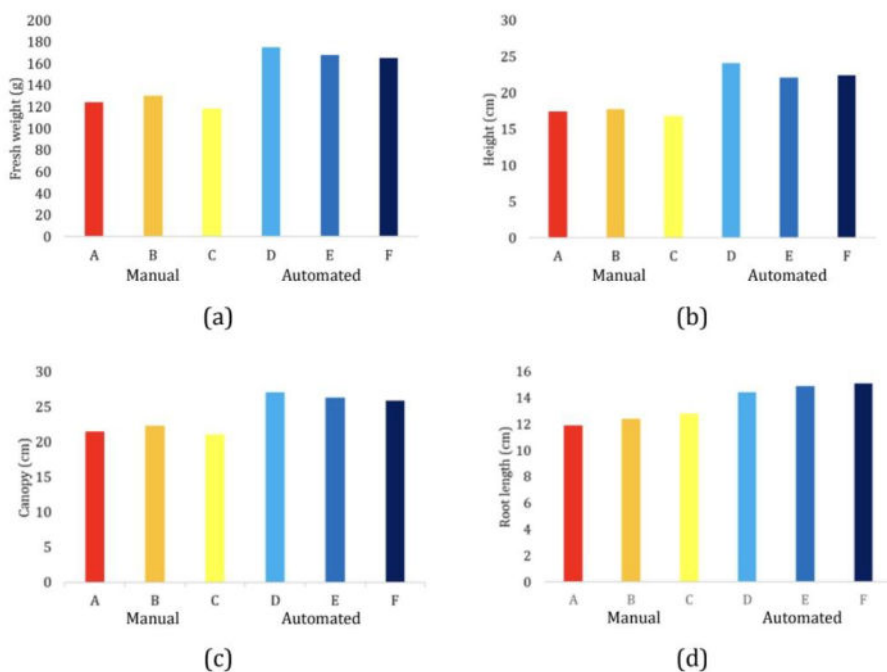 200
180
160
140
120
100
80
60
40
20
0
Fresh weight (g)
A B C D E F
Manual Automated
(a)
30
25
20
15
10
5
0
Height (cm)
A B C D E F
Manual Automated
(b)
30
25
20
15
10
5
0
Canopy (cm)
A B C D E F
Manual Automated
(c)
16
14
12
10
8
6
4
2
0
Root length (cm)
A B C D E F
Manual Automated
(d)